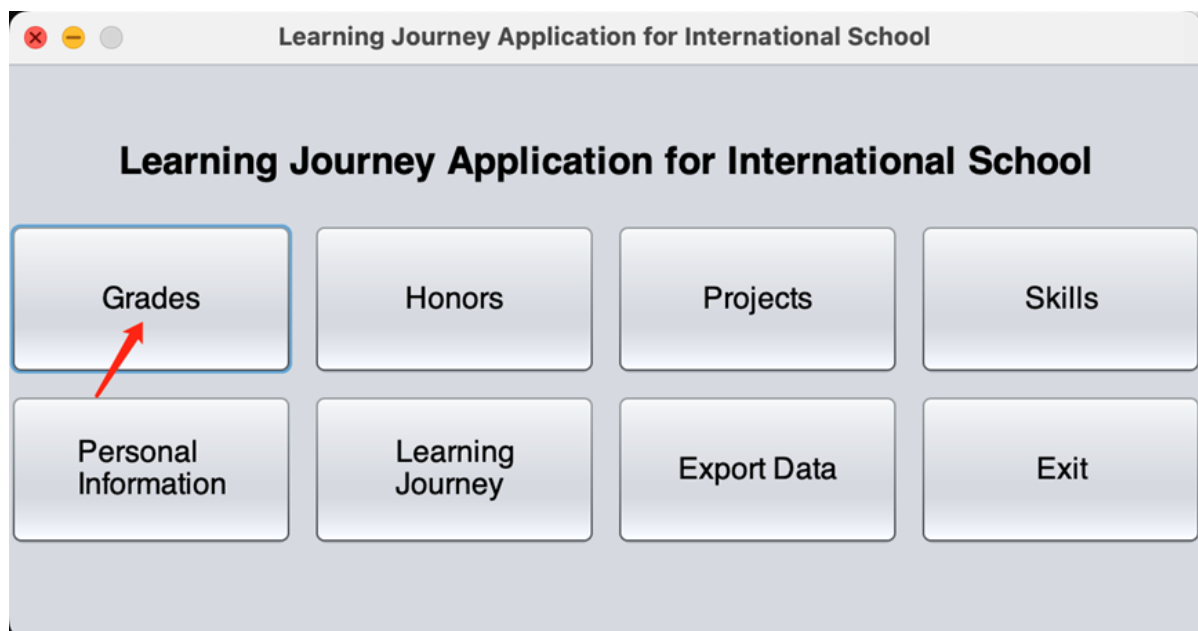 Learning Journey Application for International School
Learning Journey Application for International School
Grades
Honors
Projects
Skills
Personal
Information
Learning
Journey
Export Data
Exit